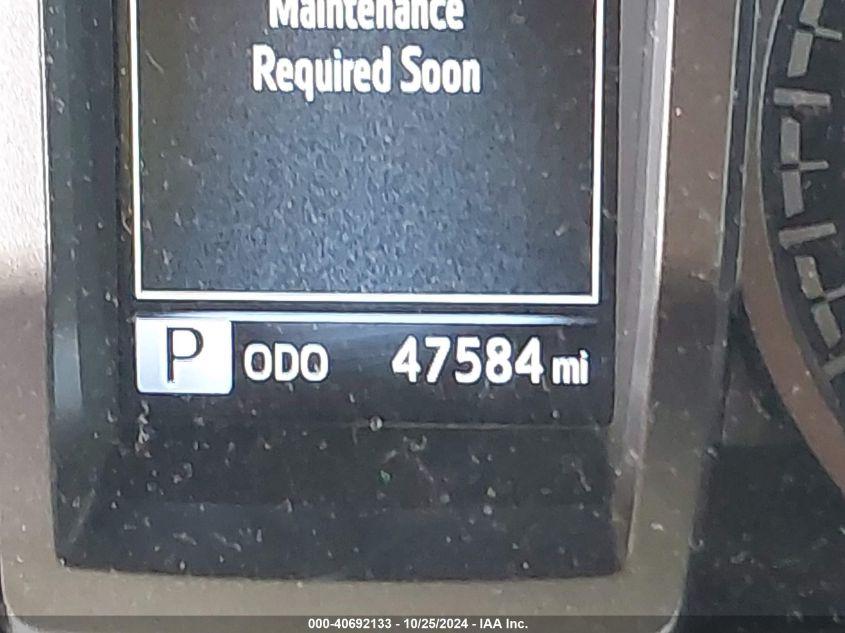 Maintenance
Required Soon
P ODO 47584 mi
000-40692133 - 10/25/2024 - IAA Inc.